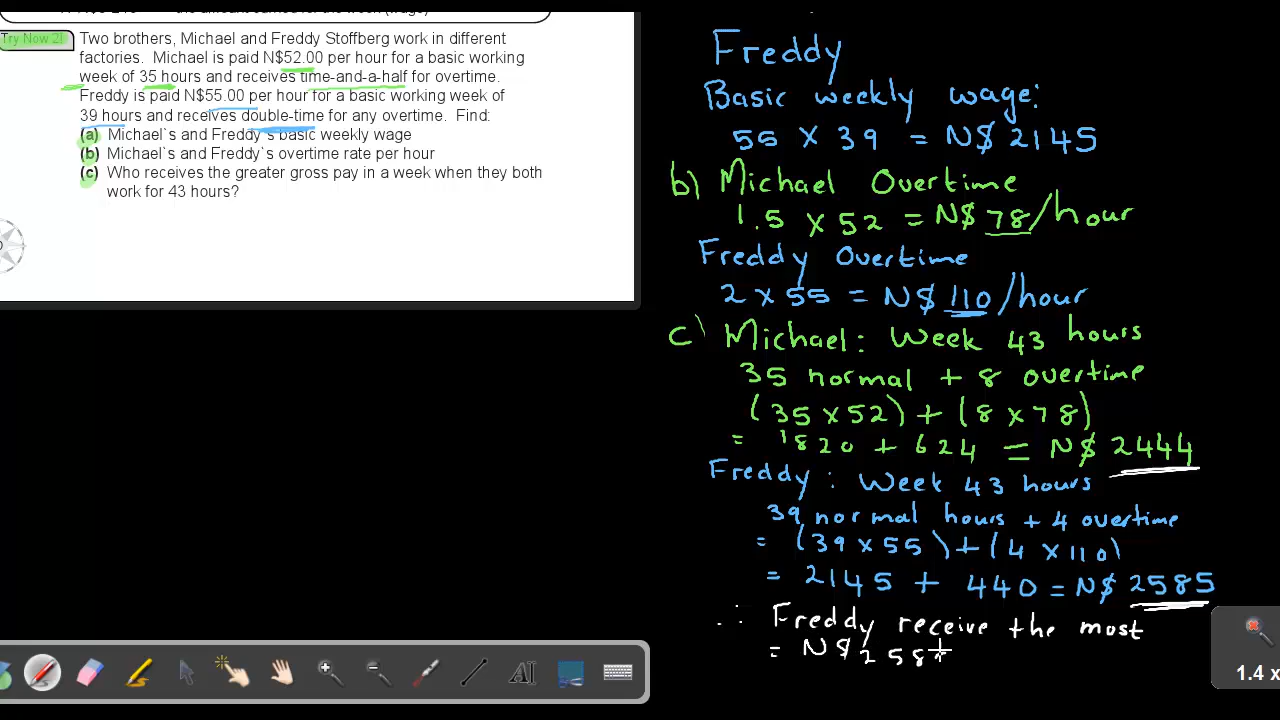 Try Now 2!
Two brothers, Michael and Freddy Stoffberg work in different
factories. Michael is paid N$52.00 per hour for a basic working
week of 35 hours and receives time-and-a-half for overtime.
Freddy is paid N$55.00 per hour for a basic working week of
39 hours and receives double-time for any overtime. Find:
(a) Michael`s and Freddy`s basic weekly wage
(b) Michael`s and Freddy`s overtime rate per hour
(c) Who receives the greater gross pay in a week when they both
work for 43 hours?
Freddy
Basic weekly wage:
55 x 39 = N$ 2145
b) Michael Overtime
1.5 x 52 = N$ 78/hour
Freddy Overtime
2 x 55 = N$ 110/hour
c) Michael: Week 43 hours
35 normal + 8 overtime
(35 x 52) + (8 x 78)
= 1820 + 624 = N$ 2444
Freddy: Week 43 hours
39 normal hours + 4 overtime
= (39 x 55) + (4 x 110)
= 2145 + 440 = N$ 2585
∴ Freddy receive the most
= N$ 258
AI
1.4 x